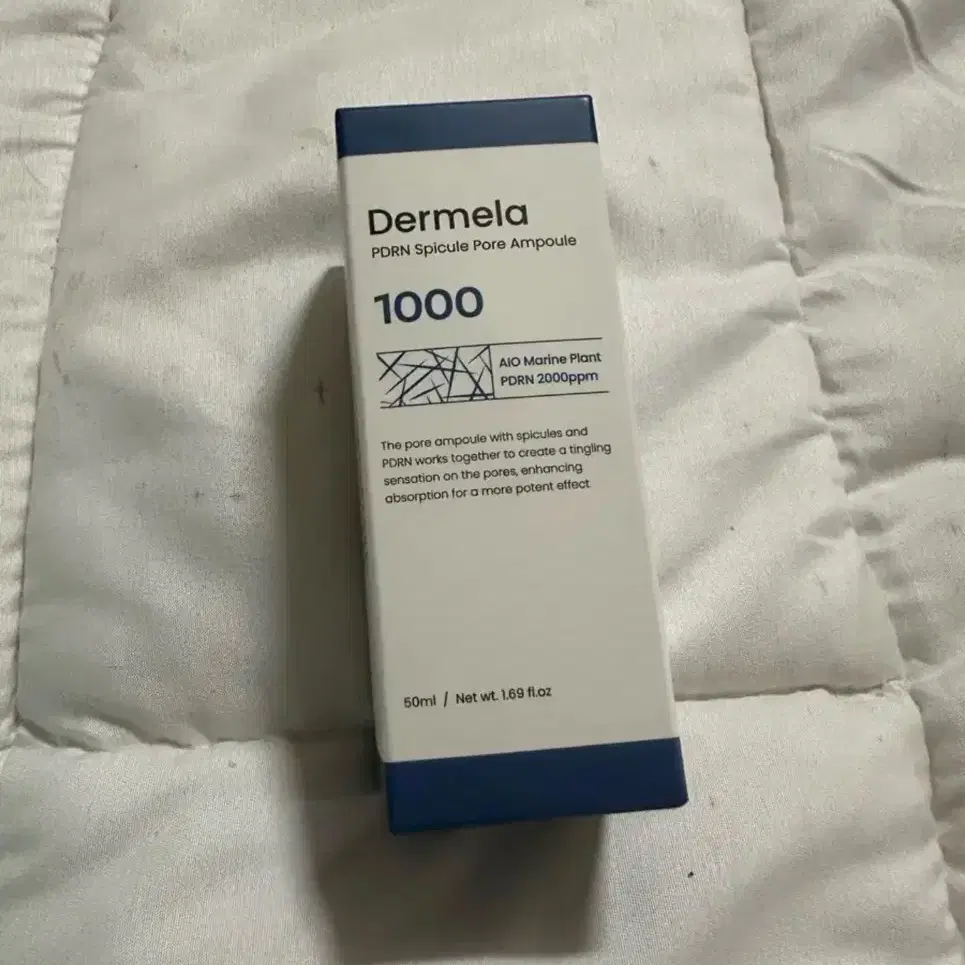 Dermela
PDRN Spicule Pore Ampoule
1000
AIO Marine Plant
PDRN 2000ppm
The pore ampoule with spicules and
PDRN works together to create a tingling
sensation on the pores, enhancing
absorption for a more potent effect
50ml / Net wt. 1.69 fl.oz